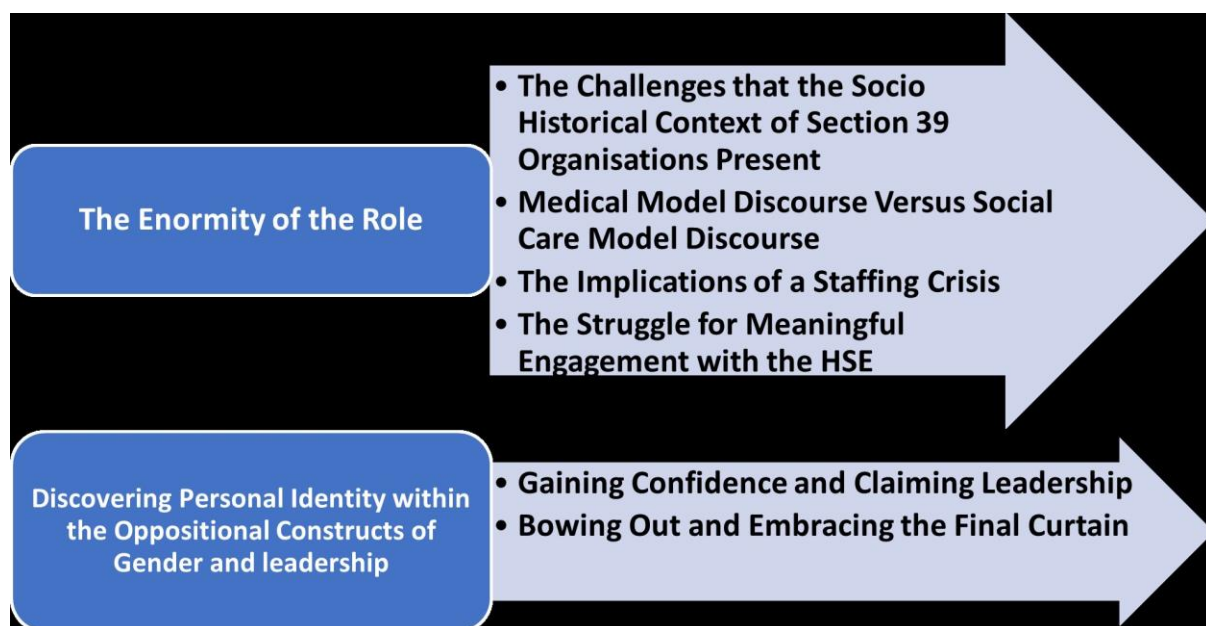 The Enormity of the Role
• The Challenges that the Socio
Historical Context of Section 39
Organisations Present
• Medical Model Discourse Versus Social
Care Model Discourse
• The Implications of a Staffing Crisis
• The Struggle for Meaningful
Engagement with the HSE
Discovering Personal Identity within
the Oppositional Constructs of
Gender and leadership
• Gaining Confidence and Claiming Leadership
• Bowing Out and Embracing the Final Curtain